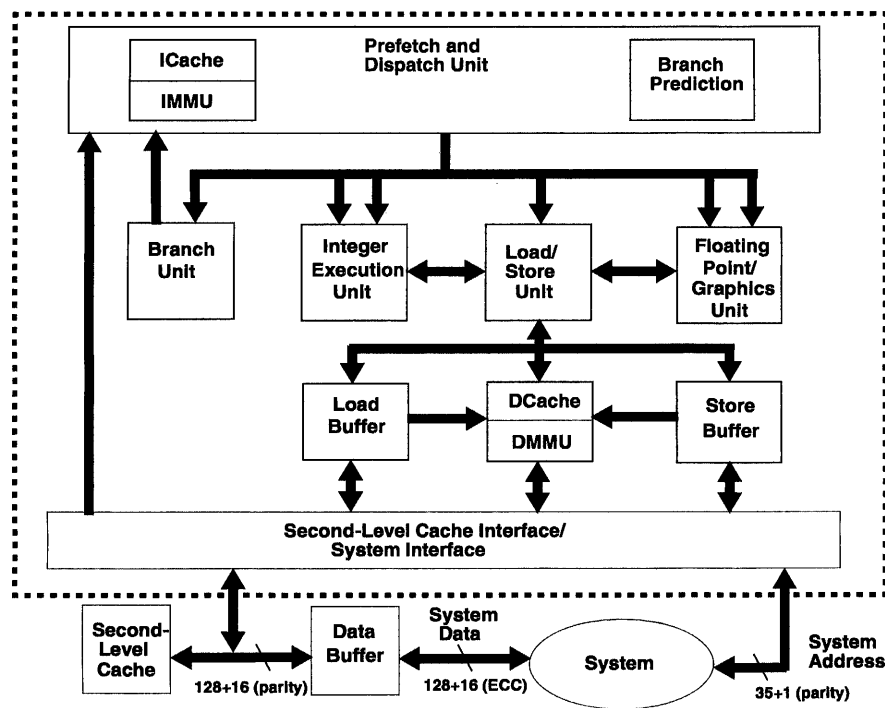 Prefetch and
Dispatch Unit
ICache
IMMU
Branch
Prediction
Branch
Unit
Integer
Execution
Unit
Load/
Store
Unit
Floating
Point/
Graphics
Unit
Load
Buffer
DCache
DMMU
Store
Buffer
Second-Level Cache Interface/
System Interface
Second-
Level
Cache
128+16 (parity)
Data
Buffer
System
Data
128+16 (ECC)
System
System
Address
35+1 (parity)